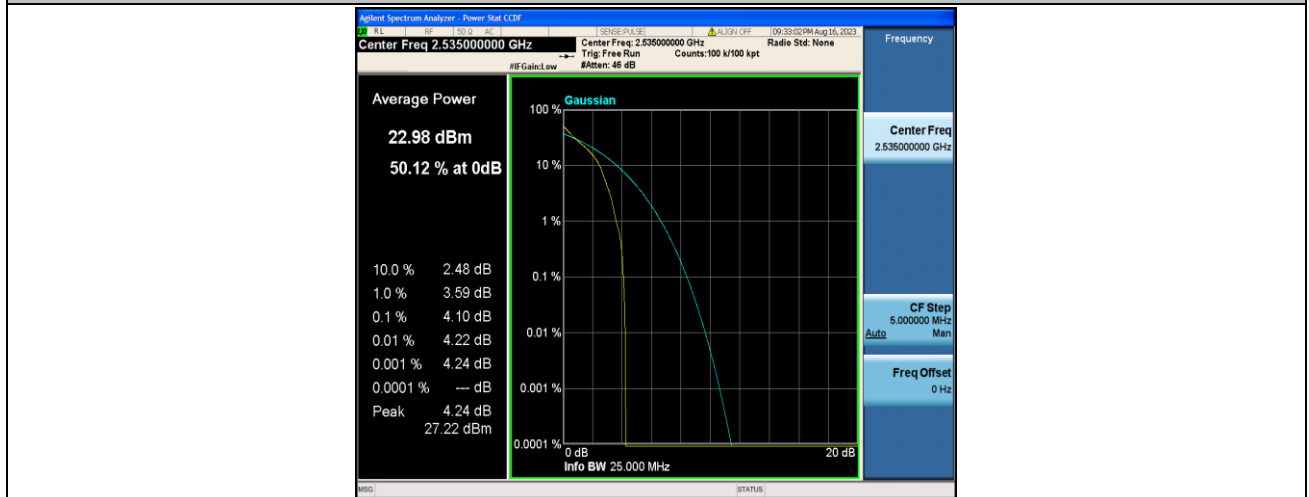 Agilent Spectrum Analyzer - Power Stat CCDF
RL RF 50 Ω AC SENSE:PULSE ALIGN OFF 09:33:02 PM Aug 16, 2023
Center Freq 2.535000000 GHz Center Freq: 2.535000000 GHz Radio Std: None
Trig: Free Run Counts:100 k/100 kpt
#IFGain:Low #Atten: 46 dB
Frequency
Average Power
22.98 dBm
50.12 % at 0dB
10.0 % 2.48 dB
1.0 % 3.59 dB
0.1 % 4.10 dB
0.01 % 4.22 dB
0.001 % 4.24 dB
0.0001 % --- dB
Peak 4.24 dB
27.22 dBm
Gaussian
100 %
10 %
1 %
0.1 %
0.01 %
0.001 %
0.0001 %
0 dB 20 dB
Info BW 25.000 MHz
Center Freq
2.535000000 GHz
CF Step
5.000000 MHz
Auto Man
Freq Offset
0 Hz
MSG STATUS